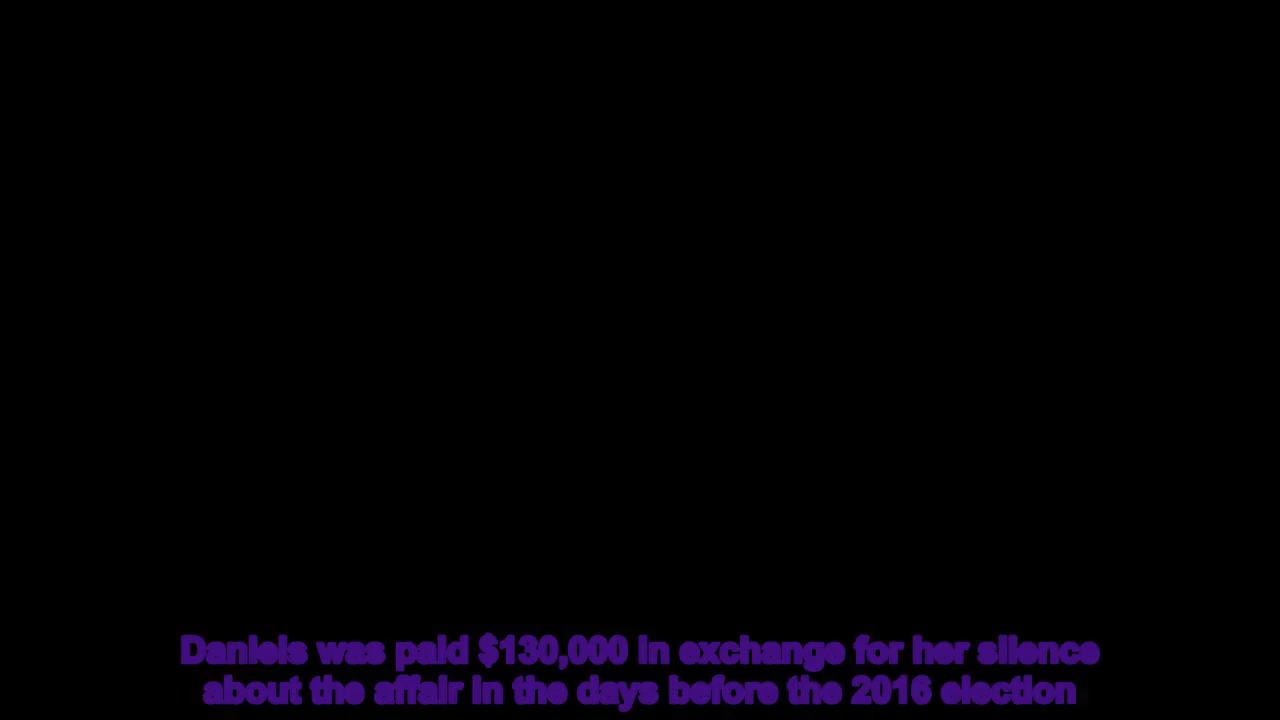 Daniels was paid $130,000 in exchange for her silence
about the affair in the days before the 2016 election